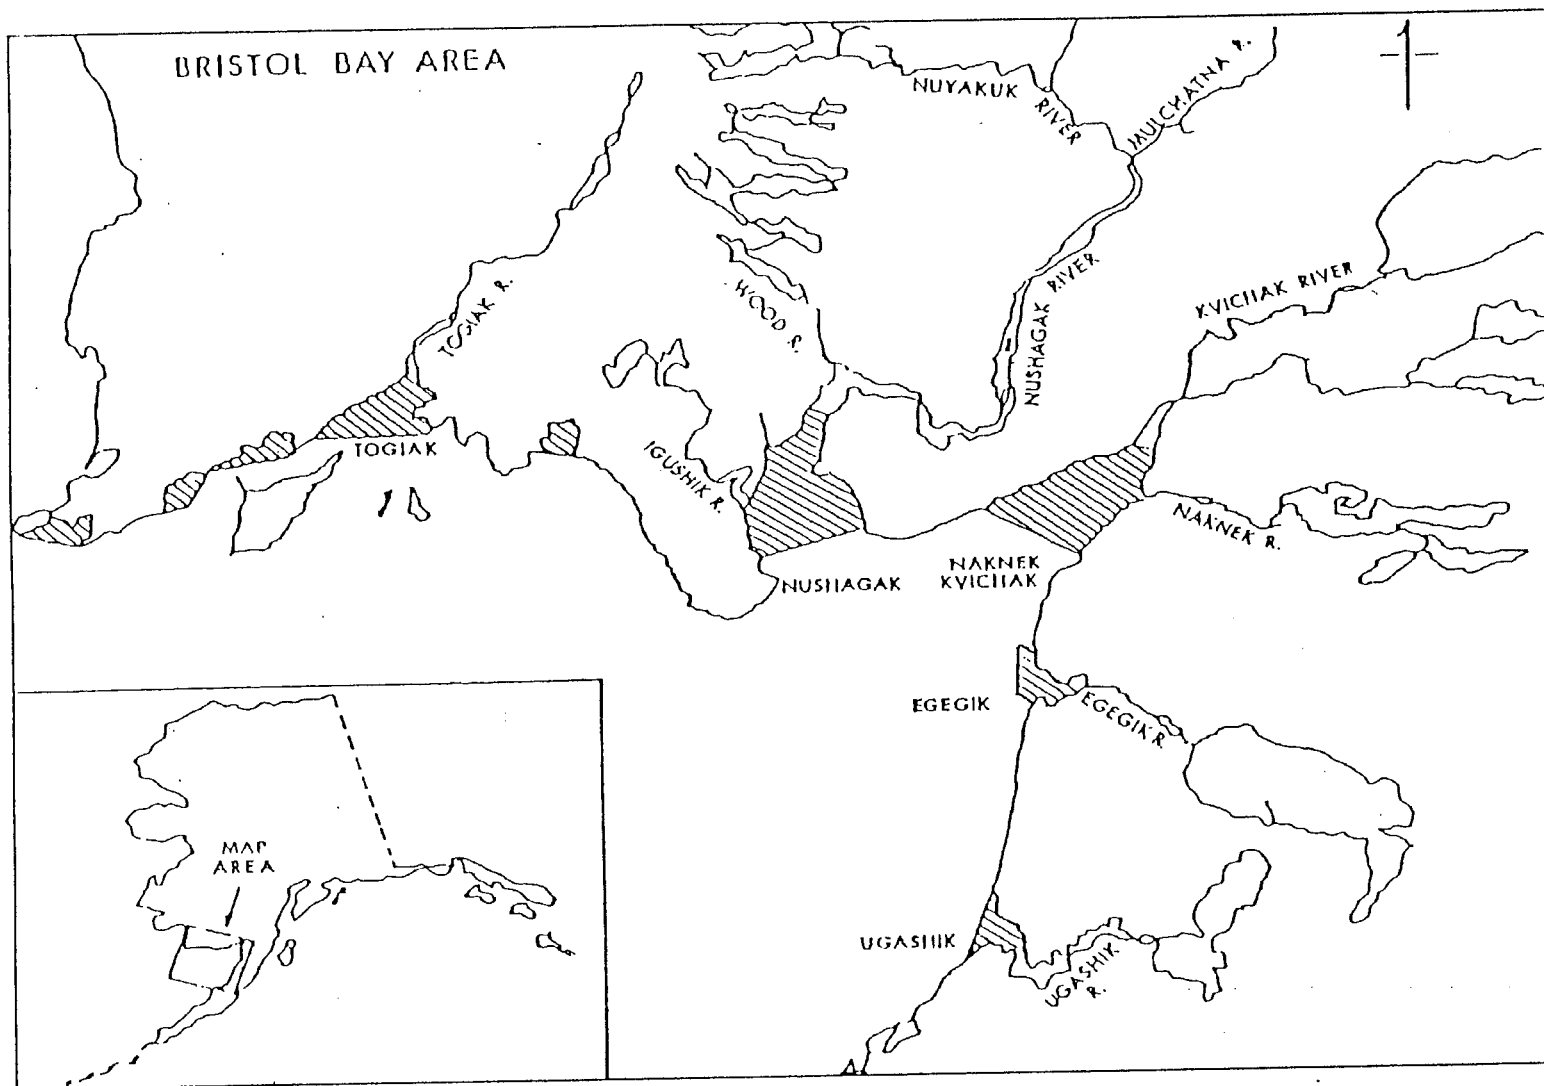 BRISTOL BAY AREA
NUYAKUK
RIVER
MULCHATNA R.
TOGIAK R.
WOOD R.
NUSHAGAK RIVER
KVICHAK RIVER
TOGIAK
IGUSHIK R.
NAKNEK R.
NUSHAGAK
NAKNEK
KVICHAK
EGEGIK
EGEGIK R.
MAP
AREA
UGASHIK
UGASHIK
R.